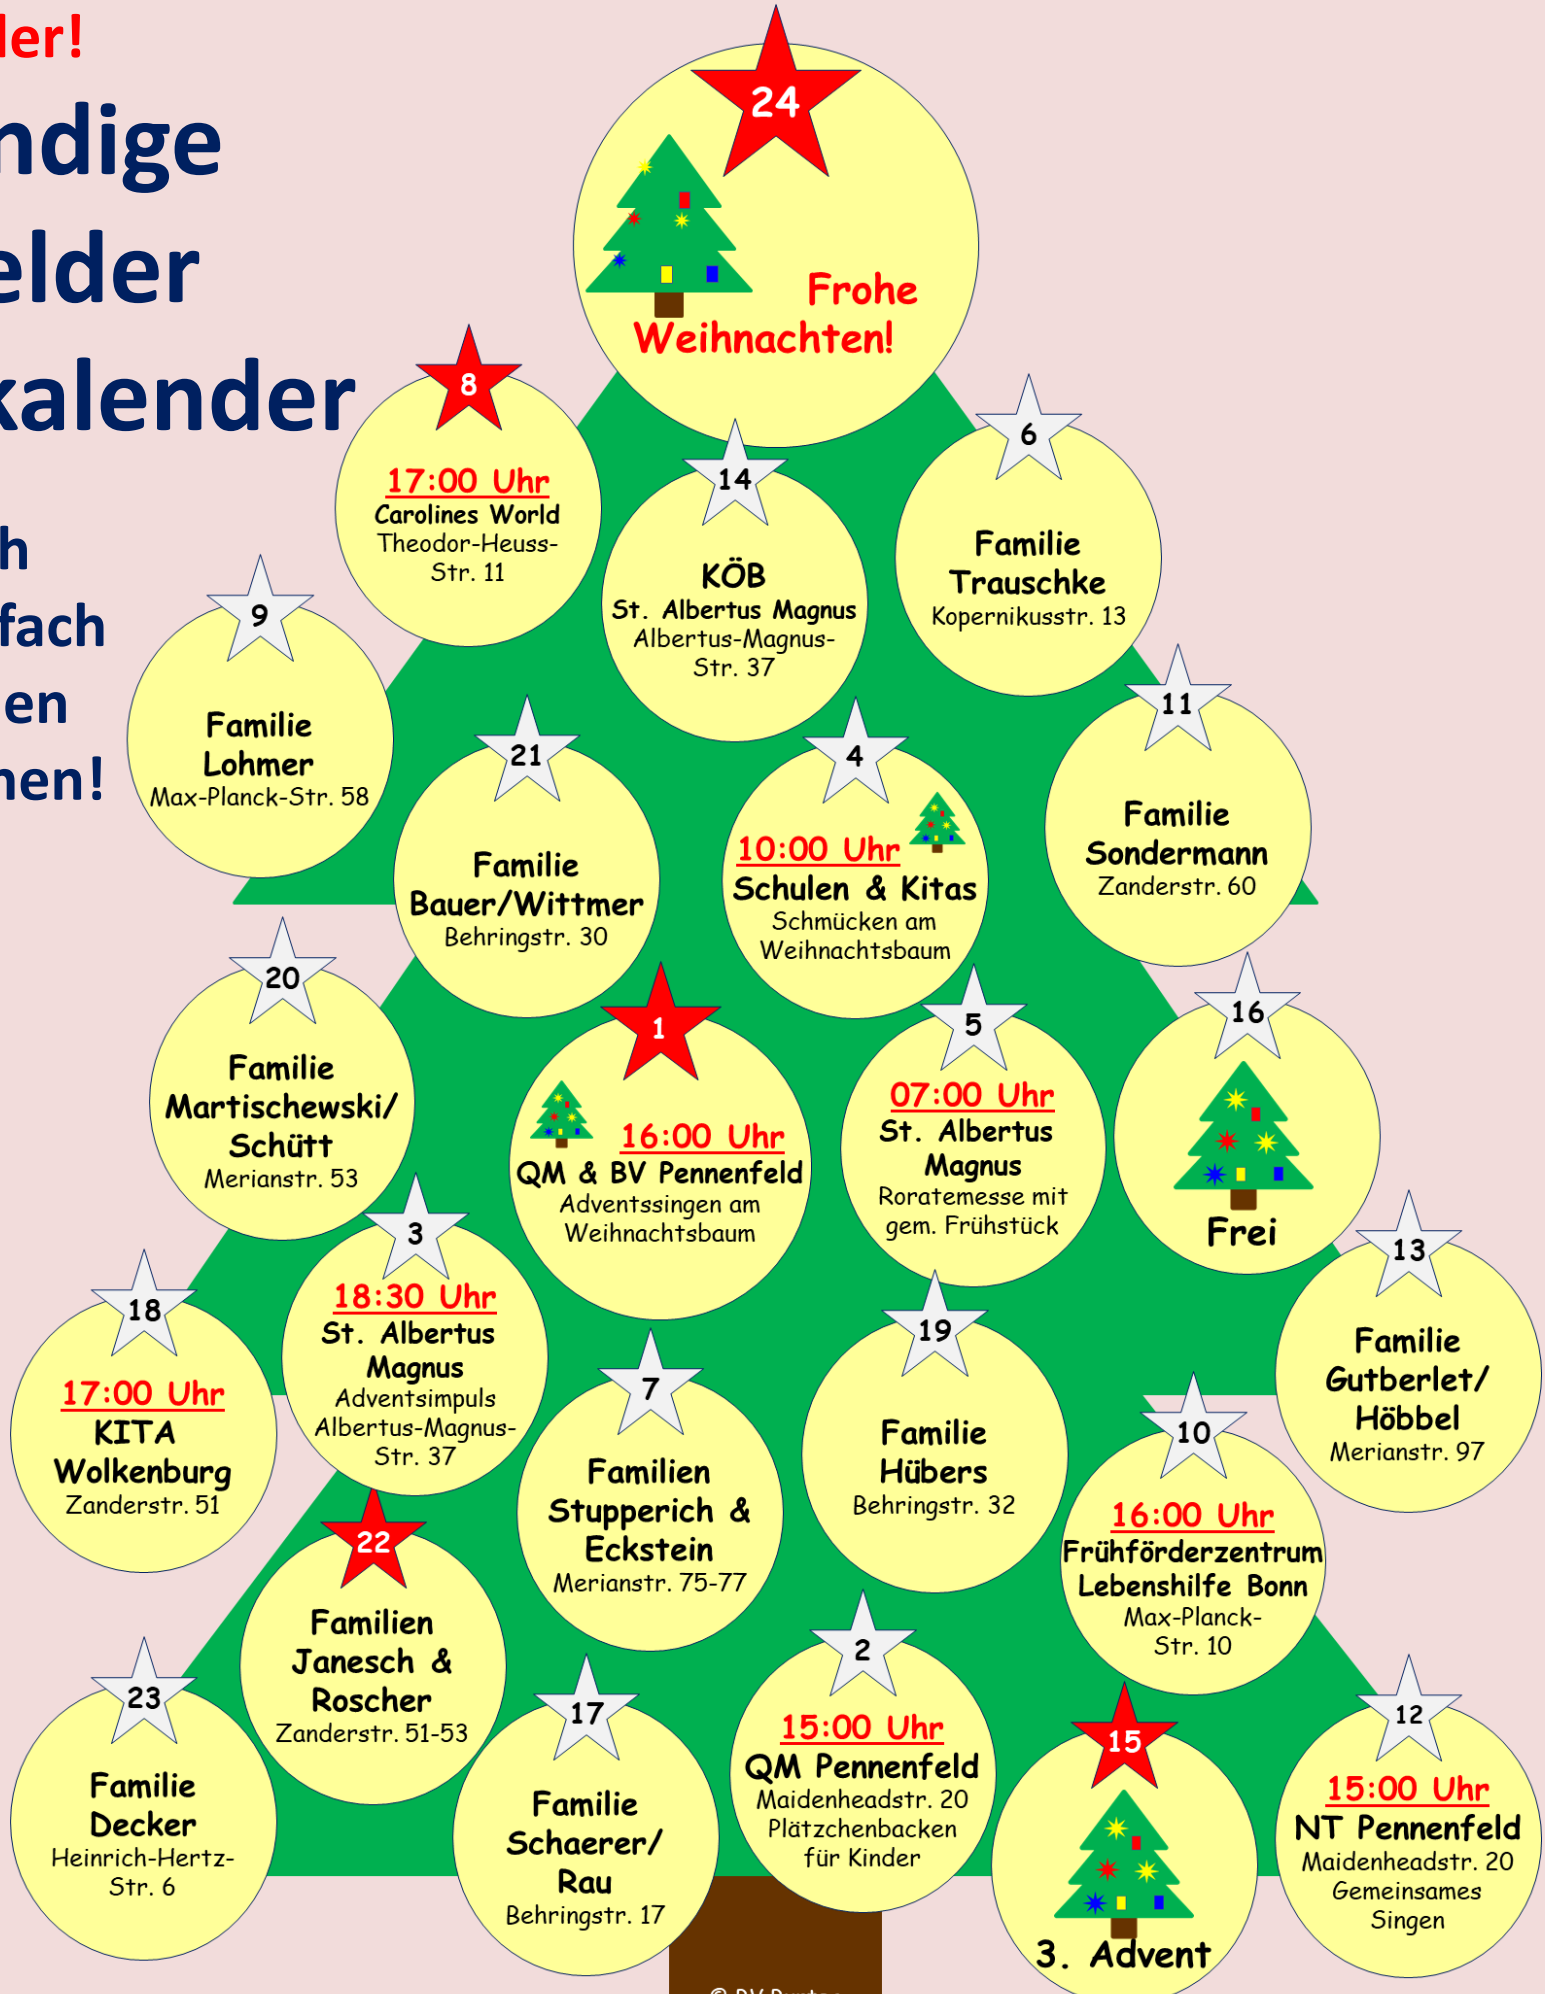 der!
ndige
elder
kalender
h
fach
en
nen!
24
Frohe
Weihnachten!
8
17:00 Uhr
Carolines World
Theodor-Heuss-
Str. 11
14
KÖB
St. Albertus Magnus
Albertus-Magnus-
Str. 37
6
Familie
Trauschke
Kopernikusstr. 13
9
Familie
Lohmer
Max-Planck-Str. 58
21
Familie
Bauer/Wittmer
Behringstr. 30
4
10:00 Uhr
Schulen & Kitas
Schmücken am
Weihnachtsbaum
11
Familie
Sondermann
Zanderstr. 60
20
Familie
Martischewski/
Schütt
Merianstr. 53
1
16:00 Uhr
QM & BV Pennenfeld
Adventssingen am
Weihnachtsbaum
5
07:00 Uhr
St. Albertus
Magnus
Roratemesse mit
gem. Frühstück
16
Frei
18
17:00 Uhr
KITA
Wolkenburg
Zanderstr. 51
3
18:30 Uhr
St. Albertus
Magnus
Adventsimpuls
Albertus-Magnus-
Str. 37
7
Familien
Stupperich &
Eckstein
Merianstr. 75-77
19
Familie
Hübers
Behringstr. 32
10
16:00 Uhr
Frühförderzentrum
Lebenshilfe Bonn
Max-Planck-
Str. 10
13
Familie
Gutberlet/
Höbbel
Merianstr. 97
23
Familie
Decker
Heinrich-Hertz-
Str. 6
22
Familien
Janesch &
Roscher
Zanderstr. 51-53
17
Familie
Schaerer/
Rau
Behringstr. 17
2
15:00 Uhr
QM Pennenfeld
Maidenheadstr. 20
Plätzchenbacken
für Kinder
15
3. Advent
12
15:00 Uhr
NT Pennenfeld
Maidenheadstr. 20
Gemeinsames
Singen